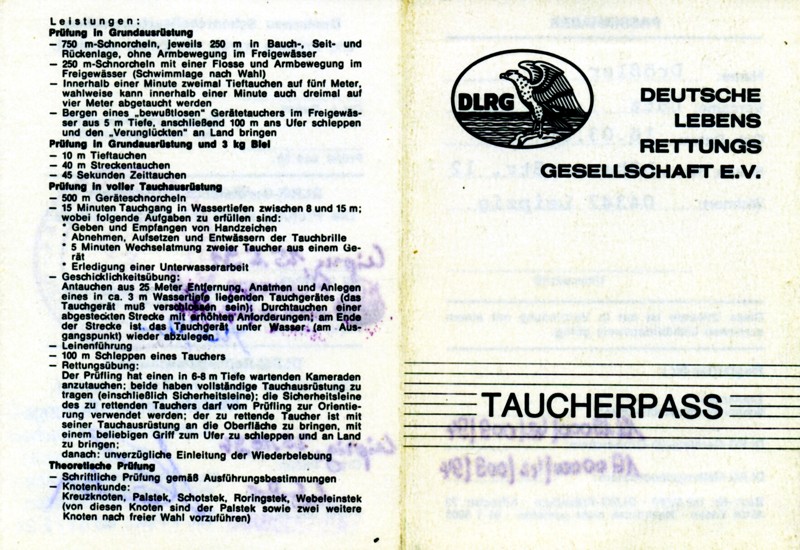 Leistungen:
Prüfung in Grundausrüstung
— 750 m-Schnorcheln, jeweils 250 m in Bauch-, Seit- und
Rückenlage, ohne Armbewegung im Freigewässer
— 250 m-Schnorcheln mit einer Flosse und Armbewegung im
Freigewässer (Schwimmlage nach Wahl)
— Innerhalb einer Minute zweimal Tieftauchen auf fünf Meter,
wahlweise kann innerhalb einer Minute auch dreimal auf
vier Meter abgetaucht werden
— Bergen eines „bewußtlosen" Gerätetauchers im Freigewäs-
ser aus 5 m Tiefe, anschließend 100 m ans Ufer schleppen
und den „Verunglückten" an Land bringen
Prüfung in Grundausrüstung und 3 kg Blei
— 10 m Tieftauchen
— 40 m Streckentauchen
— 45 Sekunden Zeittauchen
Prüfung in voller Tauchausrüstung
— 500 m Geräteschnorcheln
— 15 Minuten Tauchgang in Wassertiefen zwischen 8 und 15 m;
wobei folgende Aufgaben zu erfüllen sind:
* Geben und Empfangen von Handzeichen
* Abnehmen, Aufsetzen und Entwässern der Tauchbrille
* 5 Minuten Wechselatmung zweier Taucher aus einem Ge-
rät
* Erledigung einer Unterwasserarbeit
— Geschicklichkeitsübung:
Antauchen aus 25 Meter Entfernung, Anatmen und Anlegen
eines in ca. 3 m Wassertiefe liegenden Tauchgerätes (das
Tauchgerät muß verschlossen sein); Durchtauchen einer
abgesteckten Strecke mit erhöhten Anforderungen; am Ende
der Strecke ist das Tauchgerät unter Wasser (am Aus-
gangspunkt) wieder abzulegen
— Leinenführung
— 100 m Schleppen eines Tauchers
— Rettungsübung:
Der Prüfling hat einen in 6-8 m Tiefe wartenden Kameraden
anzutauchen; beide haben vollständige Tauchausrüstung zu
tragen (einschließlich Sicherheitsleine); die Sicherheitsleine
des zu rettenden Tauchers darf vom Prüfling zur Orientie-
rung verwendet werden; der zu rettende Taucher ist mit
seiner Tauchausrüstung an die Oberfläche zu bringen, mit
einem beliebigen Griff zum Ufer zu schleppen und an Land
zu bringen;
danach: unverzügliche Einleitung der Wiederbelebung
Theoretische Prüfung
— Schriftliche Prüfung gemäß Ausführungsbestimmungen
— Knotenkunde:
Kreuzknoten, Palstek, Schotstek, Roringstek, Webeleinstek
(von diesen Knoten sind der Palstek sowie zwei weitere
Knoten nach freier Wahl vorzuführen)
DLRG
DEUTSCHE
LEBENS
RETTUNGS
GESELLSCHAFT E.V.
TAUCHERPASS